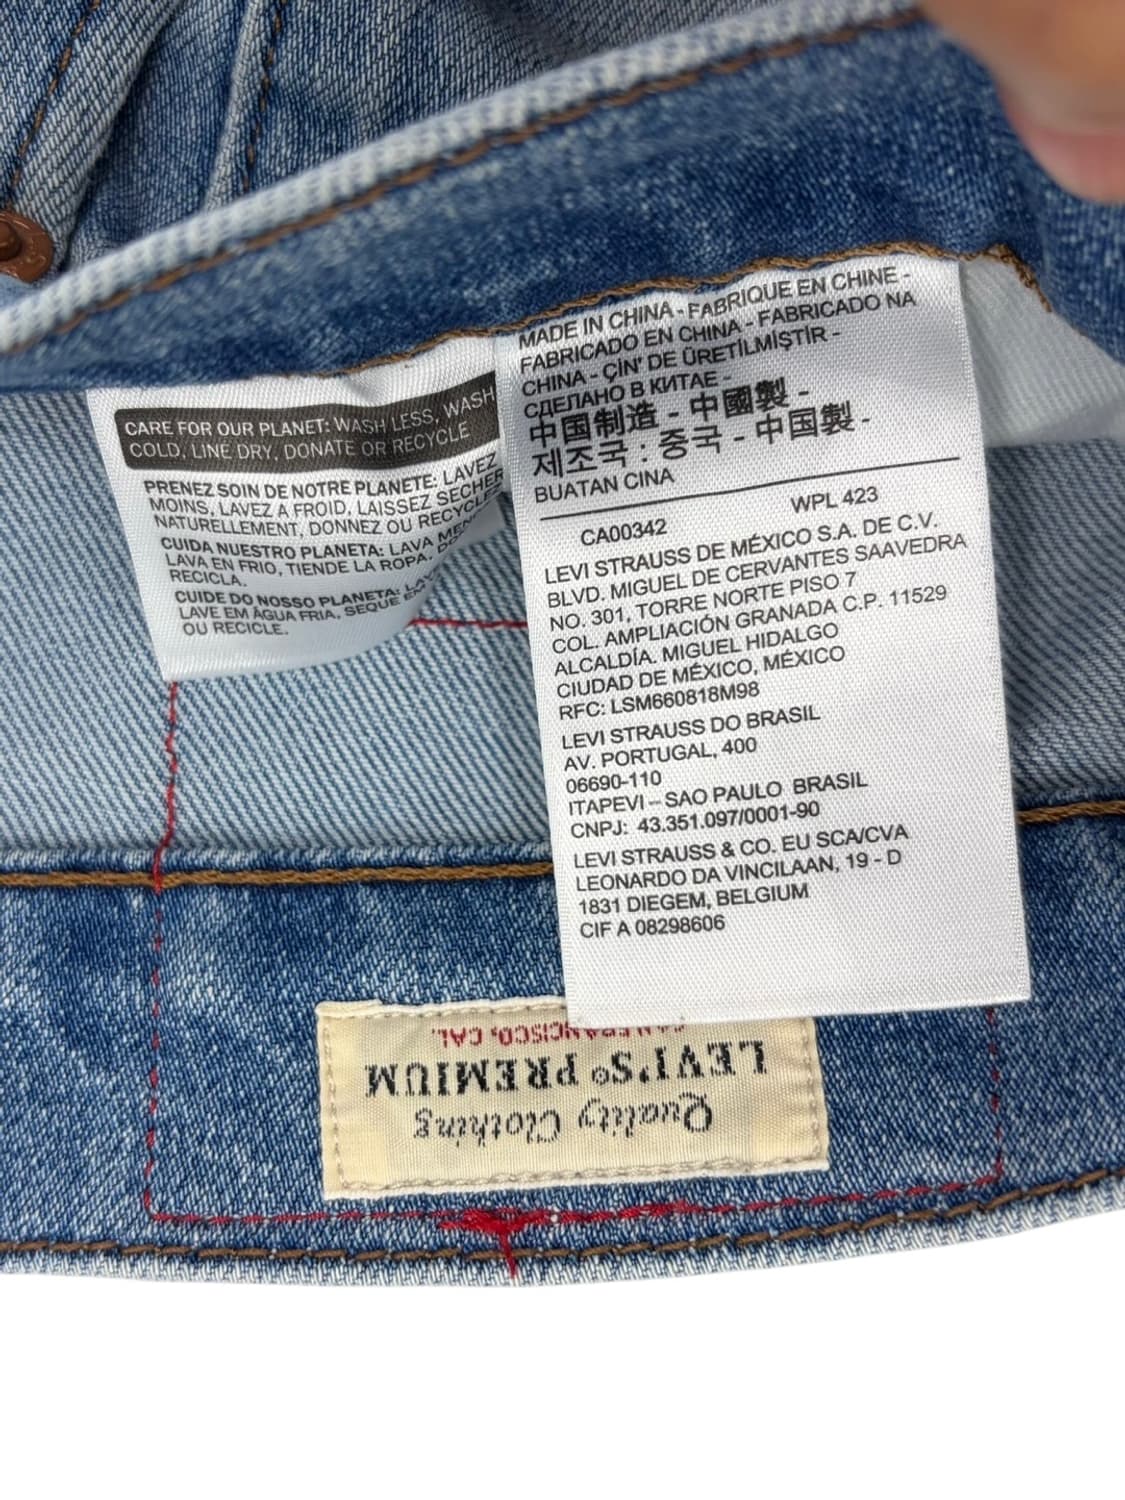 CARE FOR OUR PLANET: WASH LESS, WASH
COLD, LINE DRY, DONATE OR RECYCLE
PRENEZ SOIN DE NOTRE PLANETE: LAVEZ
MOINS, LAVEZ A FROID, LAISSEZ SECHER
NATURELLEMENT, DONNEZ OU RECYCLEZ
CUIDA NUESTRO PLANETA: LAVA
LAVA EN FRIO, TIENDE LA ROPA,
RECICLA.
CUIDE DO NOSSO PLANETA:
LAVE EM ÁGUA FRIA, SEQUE
OU RECICLE.
MADE IN CHINA - FABRIQUE EN CHINE -
FABRICADO EN CHINA - FABRICADO NA
CHINA - ÇİN' DE ÜRETİLMİŞTİR -
СДЕЛАНО В КИТАЕ -
中国制造 - 中國製 -
제조국 : 중국 - 中国製 -
BUATAN CINA
WPL 423
CA00342
LEVI STRAUSS DE MÉXICO S.A. DE C.V.
BLVD. MIGUEL DE CERVANTES SAAVEDRA
NO. 301, TORRE NORTE PISO 7
COL. AMPLIACIÓN GRANADA C.P. 11529
ALCALDÍA. MIGUEL HIDALGO
CIUDAD DE MÉXICO, MÉXICO
RFC: LSM660818M98
LEVI STRAUSS DO BRASIL
AV. PORTUGAL, 400
06690-110
ITAPEVI – SAO PAULO BRASIL
CNPJ: 43.351.097/0001-90
LEVI STRAUSS & CO. EU SCA/CVA
LEONARDO DA VINCILAAN, 19 - D
1831 DIEGEM, BELGIUM
CIF A 08298606
Quality Clothing
LEVI'S® PREMIUM
SAN FRANCISCO, CAL.